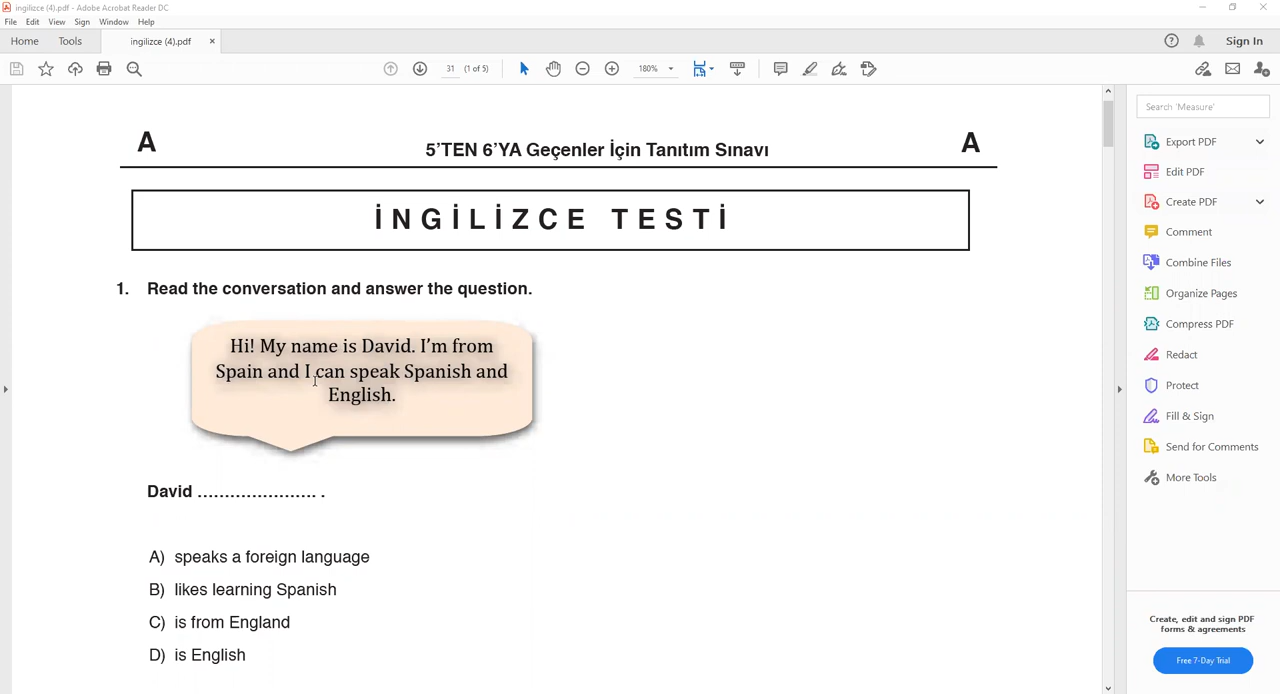 ingilizce (4).pdf - Adobe Acrobat Reader DC
File Edit View Sign Window Help
Home Tools ingilizce (4).pdf × Sign In
31 (1 of 5) 180%
A 5’TEN 6’YA Geçenler İçin Tanıtım Sınavı A
İNGİLİZCE TESTİ
1. Read the conversation and answer the question.
Hi! My name is David. I’m from
Spain and I can speak Spanish and
English.
David ...................... .
A) speaks a foreign language
B) likes learning Spanish
C) is from England
D) is English
Search 'Measure'
Export PDF
Edit PDF
Create PDF
Comment
Combine Files
Organize Pages
Compress PDF
Redact
Protect
Fill & Sign
Send for Comments
More Tools
Create, edit and sign PDF
forms & agreements
Free 7-Day Trial